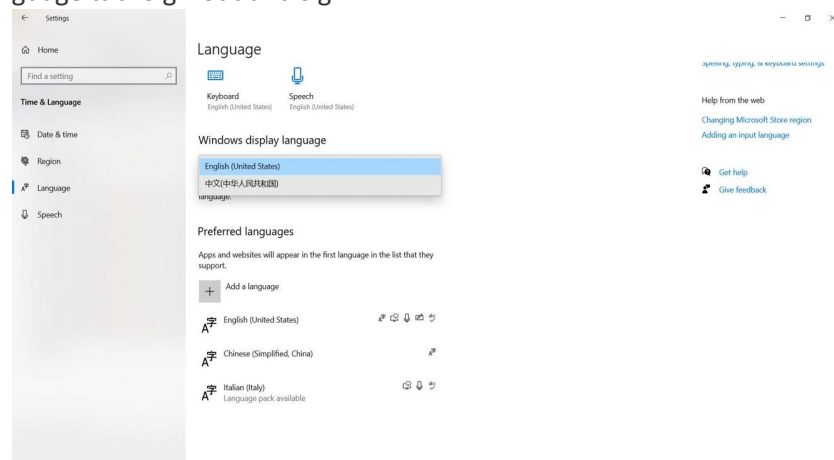 Settings
Home
Find a setting
Time & Language
Date & time
Region
Language
Speech
Language
Keyboard
English (United States)
Speech
English (United States)
Windows display language
English (United States)
中文(中华人民共和国)
language.
Preferred languages
Apps and websites will appear in the first language in the list that they
support.
Add a language
English (United States)
Chinese (Simplified, China)
Italian (Italy)
Language pack available
Spelling, typing, & keyboard settings
Help from the web
Changing Microsoft Store region
Adding an input language
Get help
Give feedback